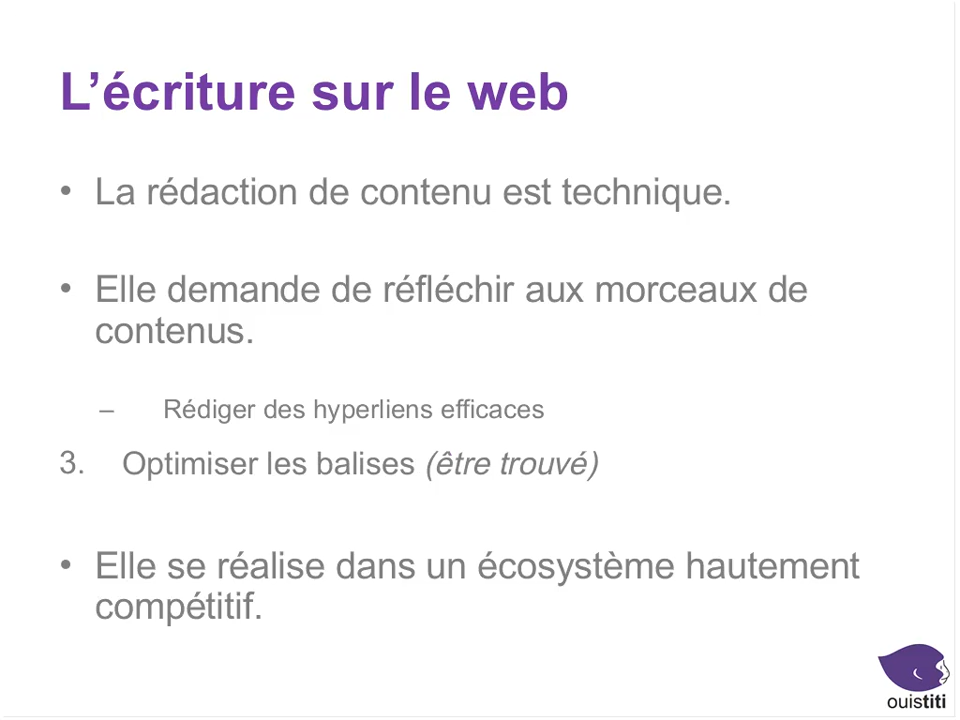 L’écriture sur le web
• La rédaction de contenu est technique.
• Elle demande de réfléchir aux morceaux de
contenus.
– Rédiger des hyperliens efficaces
3. Optimiser les balises (être trouvé)
• Elle se réalise dans un écosystème hautement
compétitif.
ouistiti